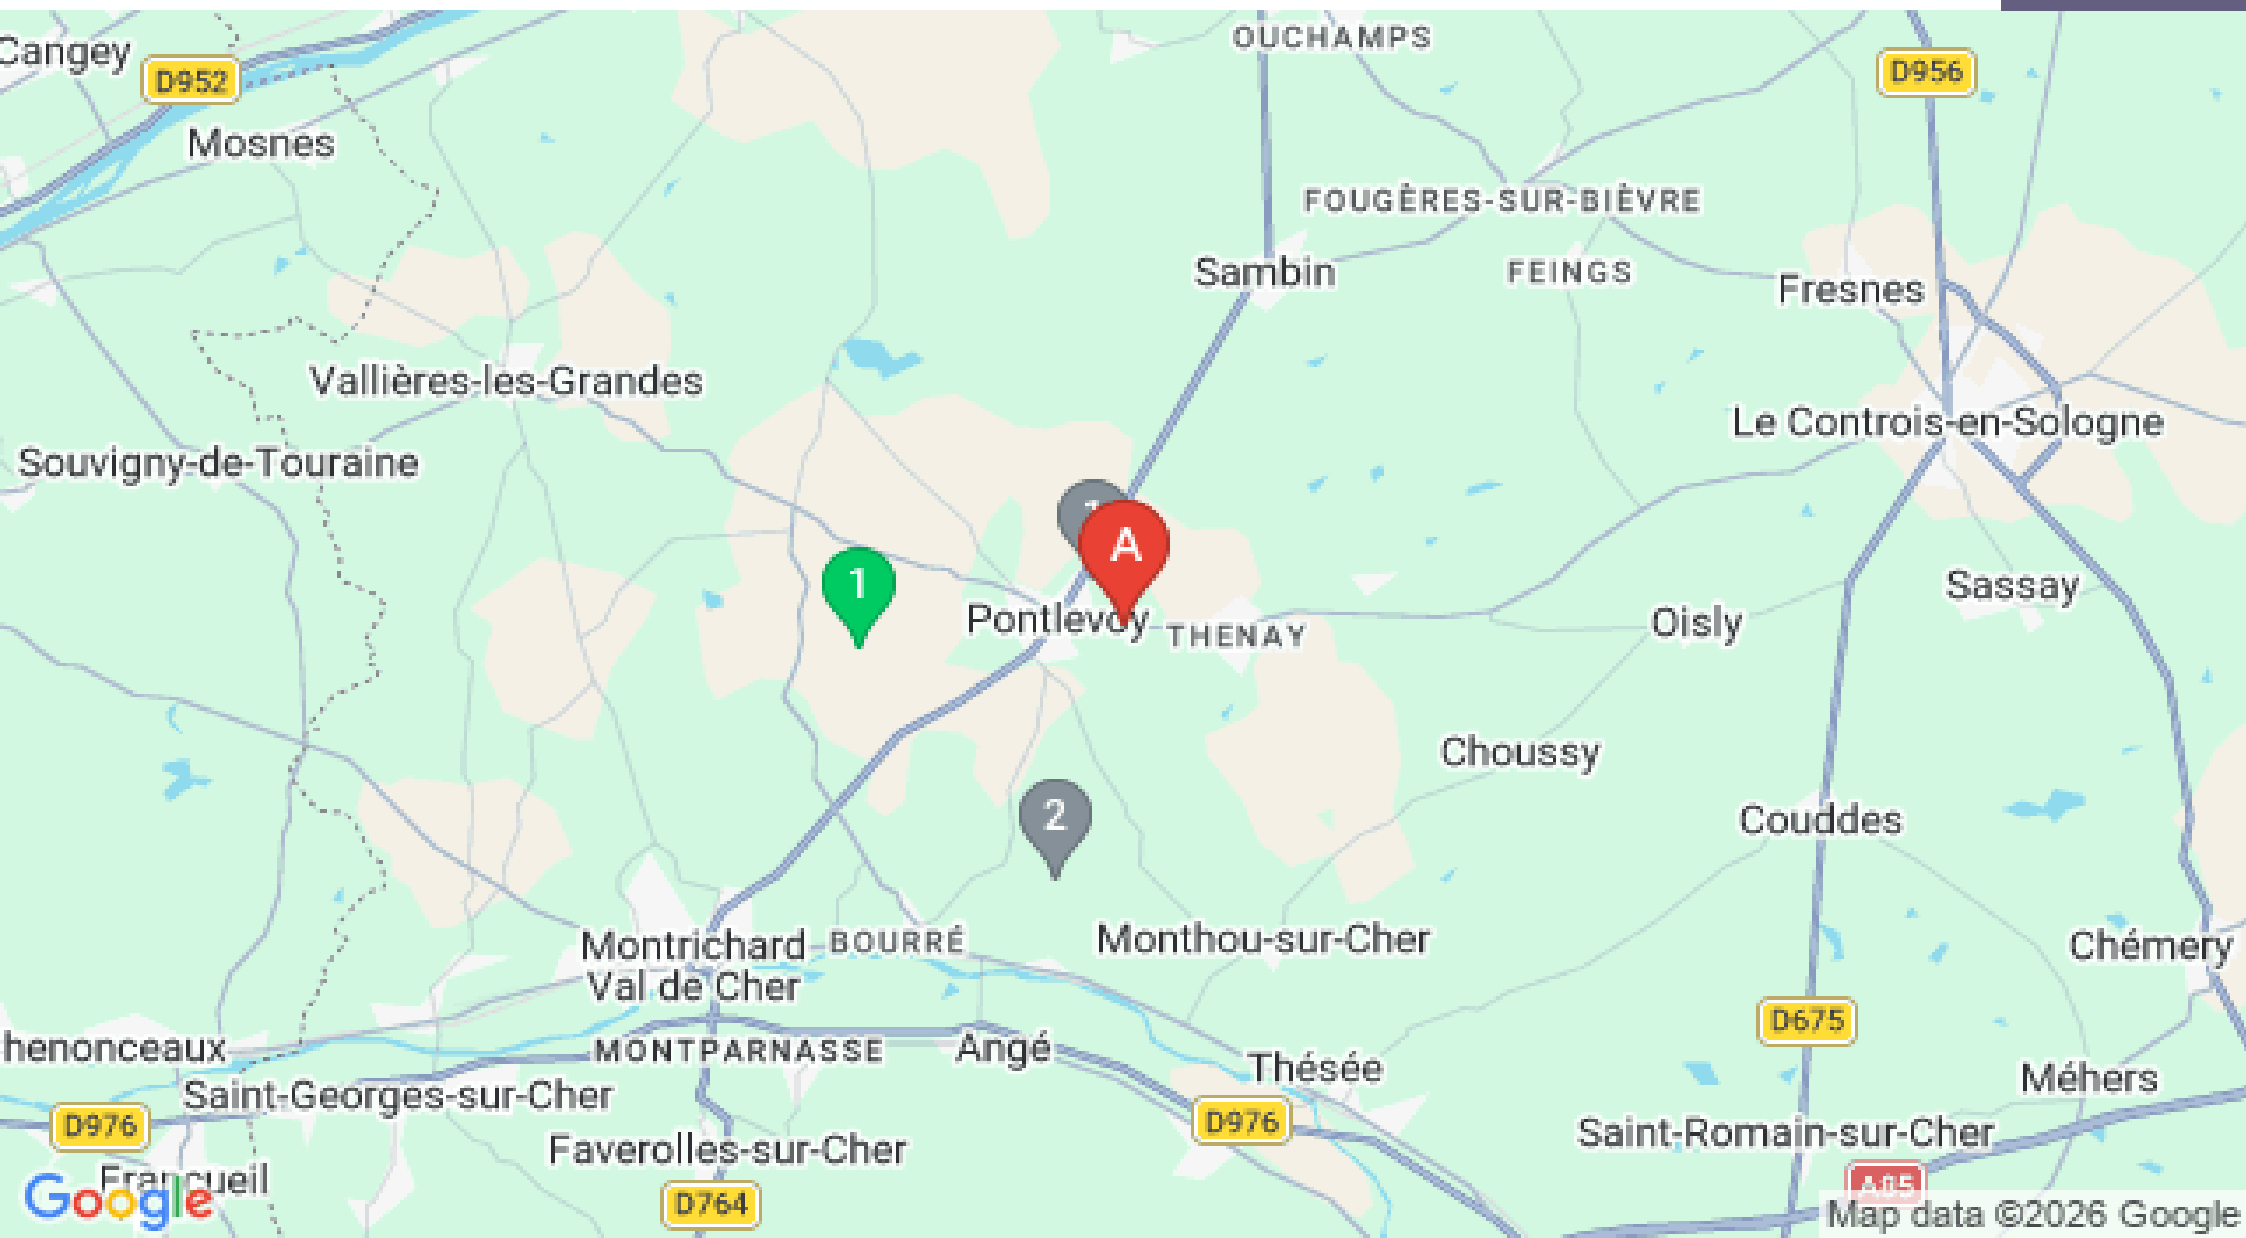 OUCHAMPS
Cangey
D952
D956
Mosnes
FOUGÈRES-SUR-BIÈVRE
Sambin
FEINGS
Fresnes
Vallières-les-Grandes
Le Controis-en-Sologne
Souvigny-de-Touraine
A
1
Sassay
Pontlevoy
THENAY
Oisly
Choussy
2
Couddes
Montrichard
Val de Cher
BOURRÉ
Monthou-sur-Cher
Chémery
D675
henonceaux
MONTPARNASSE
Angé
Thésée
Méhers
Saint-Georges-sur-Cher
D976
D976
Saint-Romain-sur-Cher
Faverolles-sur-Cher
Francueil
Google
D764
A85
Map data ©2026 Google